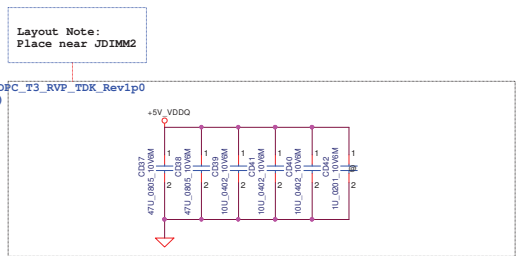 Layout Note:
Place near JDIMM2
DPC_T3_RVP_TDK_Rev1p0
)
+5V_VDDQ
CD37
47U_0805_10V6M
1
2
CD38
47U_0805_10V6M
1
2
CD39
10U_0402_10V6M
1
2
CD41
10U_0402_10V6M
1
2
CD40
10U_0402_10V6M
1
2
CD42
1U_0201_10V6M
1
2